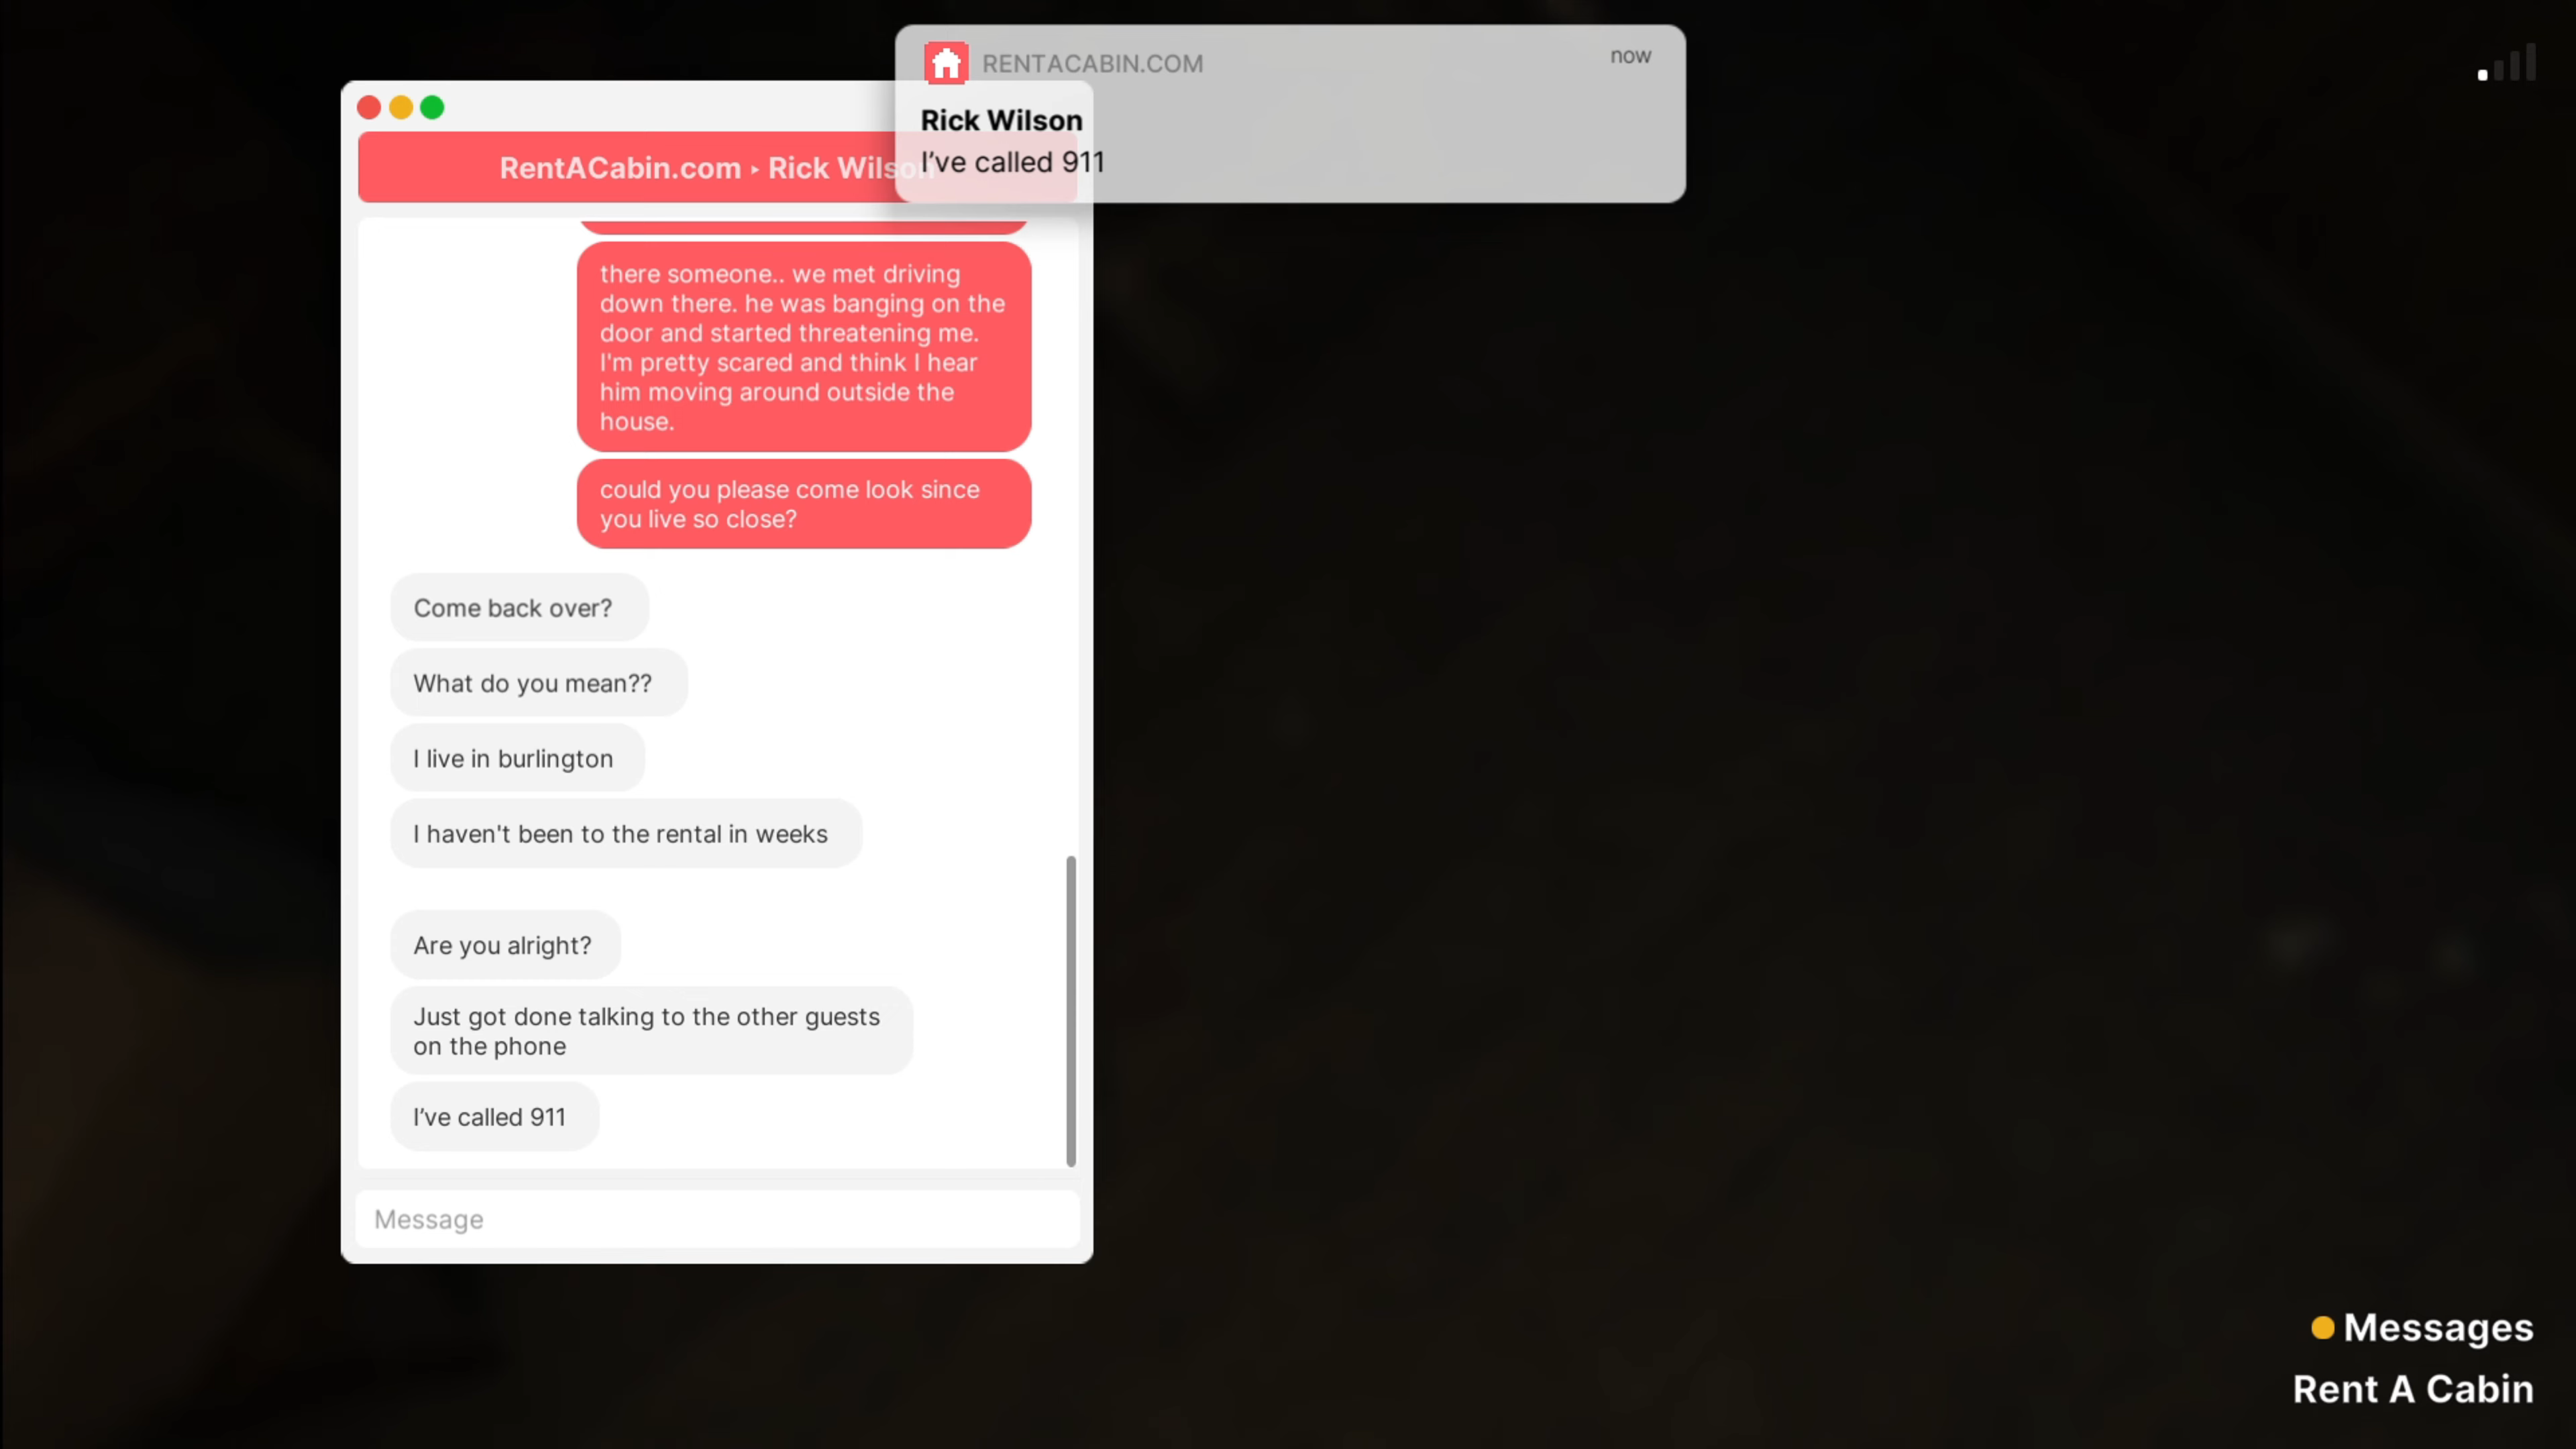 RENTACABIN.COM
now
Rick Wilson
I've called 911
RentACabin.com ‣ Rick Wilson
there someone.. we met driving
down there. he was banging on the
door and started threatening me.
I'm pretty scared and think I hear
him moving around outside the
house.
could you please come look since
you live so close?
Come back over?
What do you mean??
I live in burlington
I haven't been to the rental in weeks
Are you alright?
Just got done talking to the other guests
on the phone
I've called 911
Message
Messages
Rent A Cabin